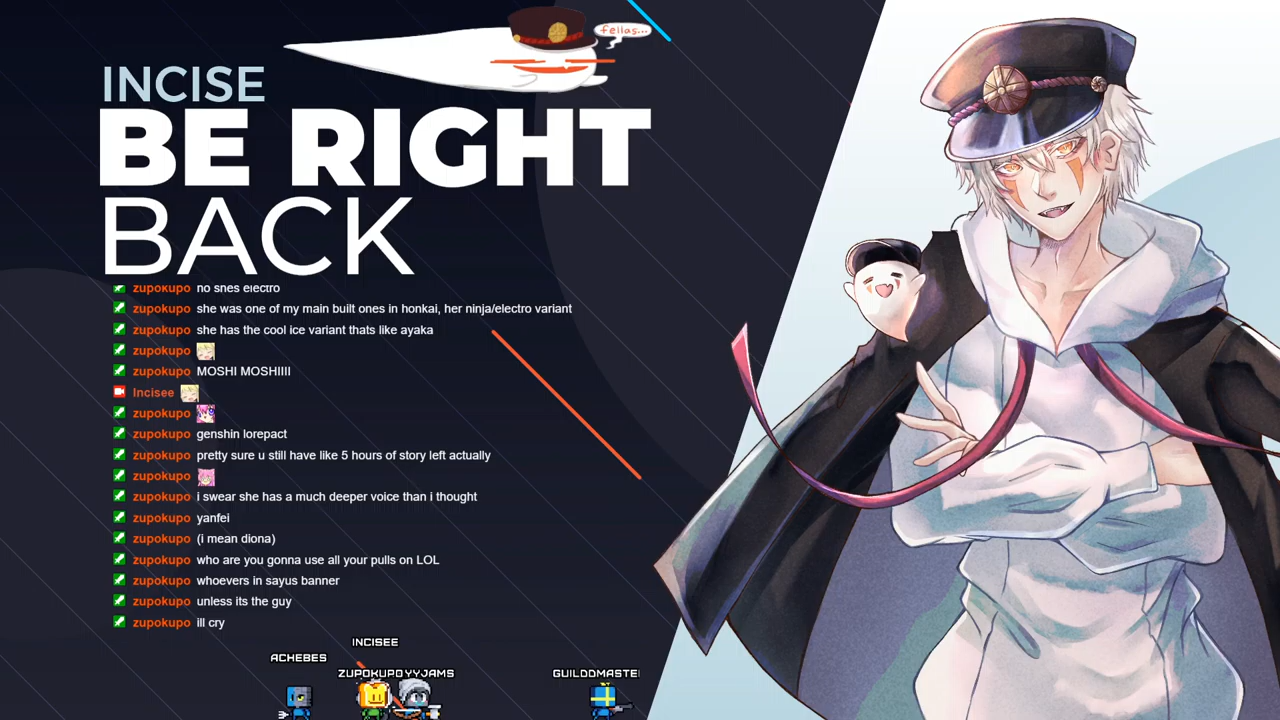 fellas...
INCISE
BE RIGHT
BACK
zupokupo no snes electro
zupokupo she was one of my main built ones in honkai, her ninja/electro variant
zupokupo she has the cool ice variant thats like ayaka
zupokupo
zupokupo MOSHI MOSHIIII
Incisee
zupokupo
zupokupo genshin lorepact
zupokupo pretty sure u still have like 5 hours of story left actually
zupokupo
zupokupo i swear she has a much deeper voice than i thought
zupokupo yanfei
zupokupo (i mean diona)
zupokupo who are you gonna use all your pulls on LOL
zupokupo whoevers in sayus banner
zupokupo unless its the guy
zupokupo ill cry
INCISEE
ACHEBES
ZUPOKUPOYYJAMS
GUILDDMASTE